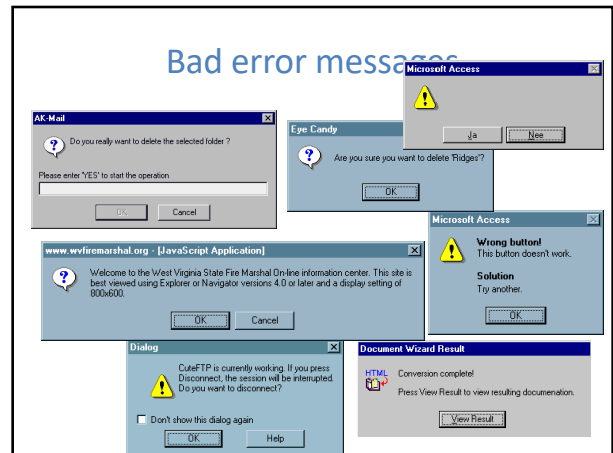 Bad error messages
Microsoft Access
Ja
Nee
AK-Mail
Do you really want to delete the selected folder ?
Please enter 'YES' to start the operation
OK
Cancel
Eye Candy
Are you sure you want to delete 'Ridges'?
OK
Microsoft Access
Wrong button!
This button doesn't work.
Solution
Try another.
OK
www.wvfiremarshal.org - [JavaScript Application]
Welcome to the West Virginia State Fire Marshal On-line information center. This site is
best viewed using Explorer or Navigator versions 4.0 or later and a display setting of
800x600.
OK
Cancel
Dialog
CuteFTP is currently working. If you press
Disconnect, the session will be interrupted.
Do you want to disconnect?
Don't show this dialog again
OK
Help
Document Wizard Result
HTML
Conversion complete!
Press View Result to view resulting documenation.
View Result